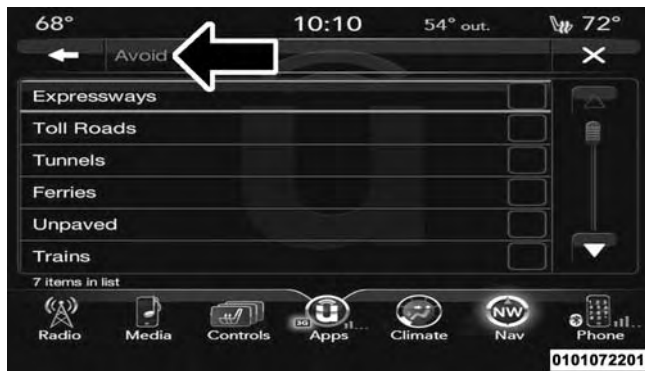 68° 10:10 54° out. 72°
Avoid
Expressways
Toll Roads
Tunnels
Ferries
Unpaved
Trains
7 items in list
NW
3G
Radio Media Controls Apps Climate Nav Phone
0101072201